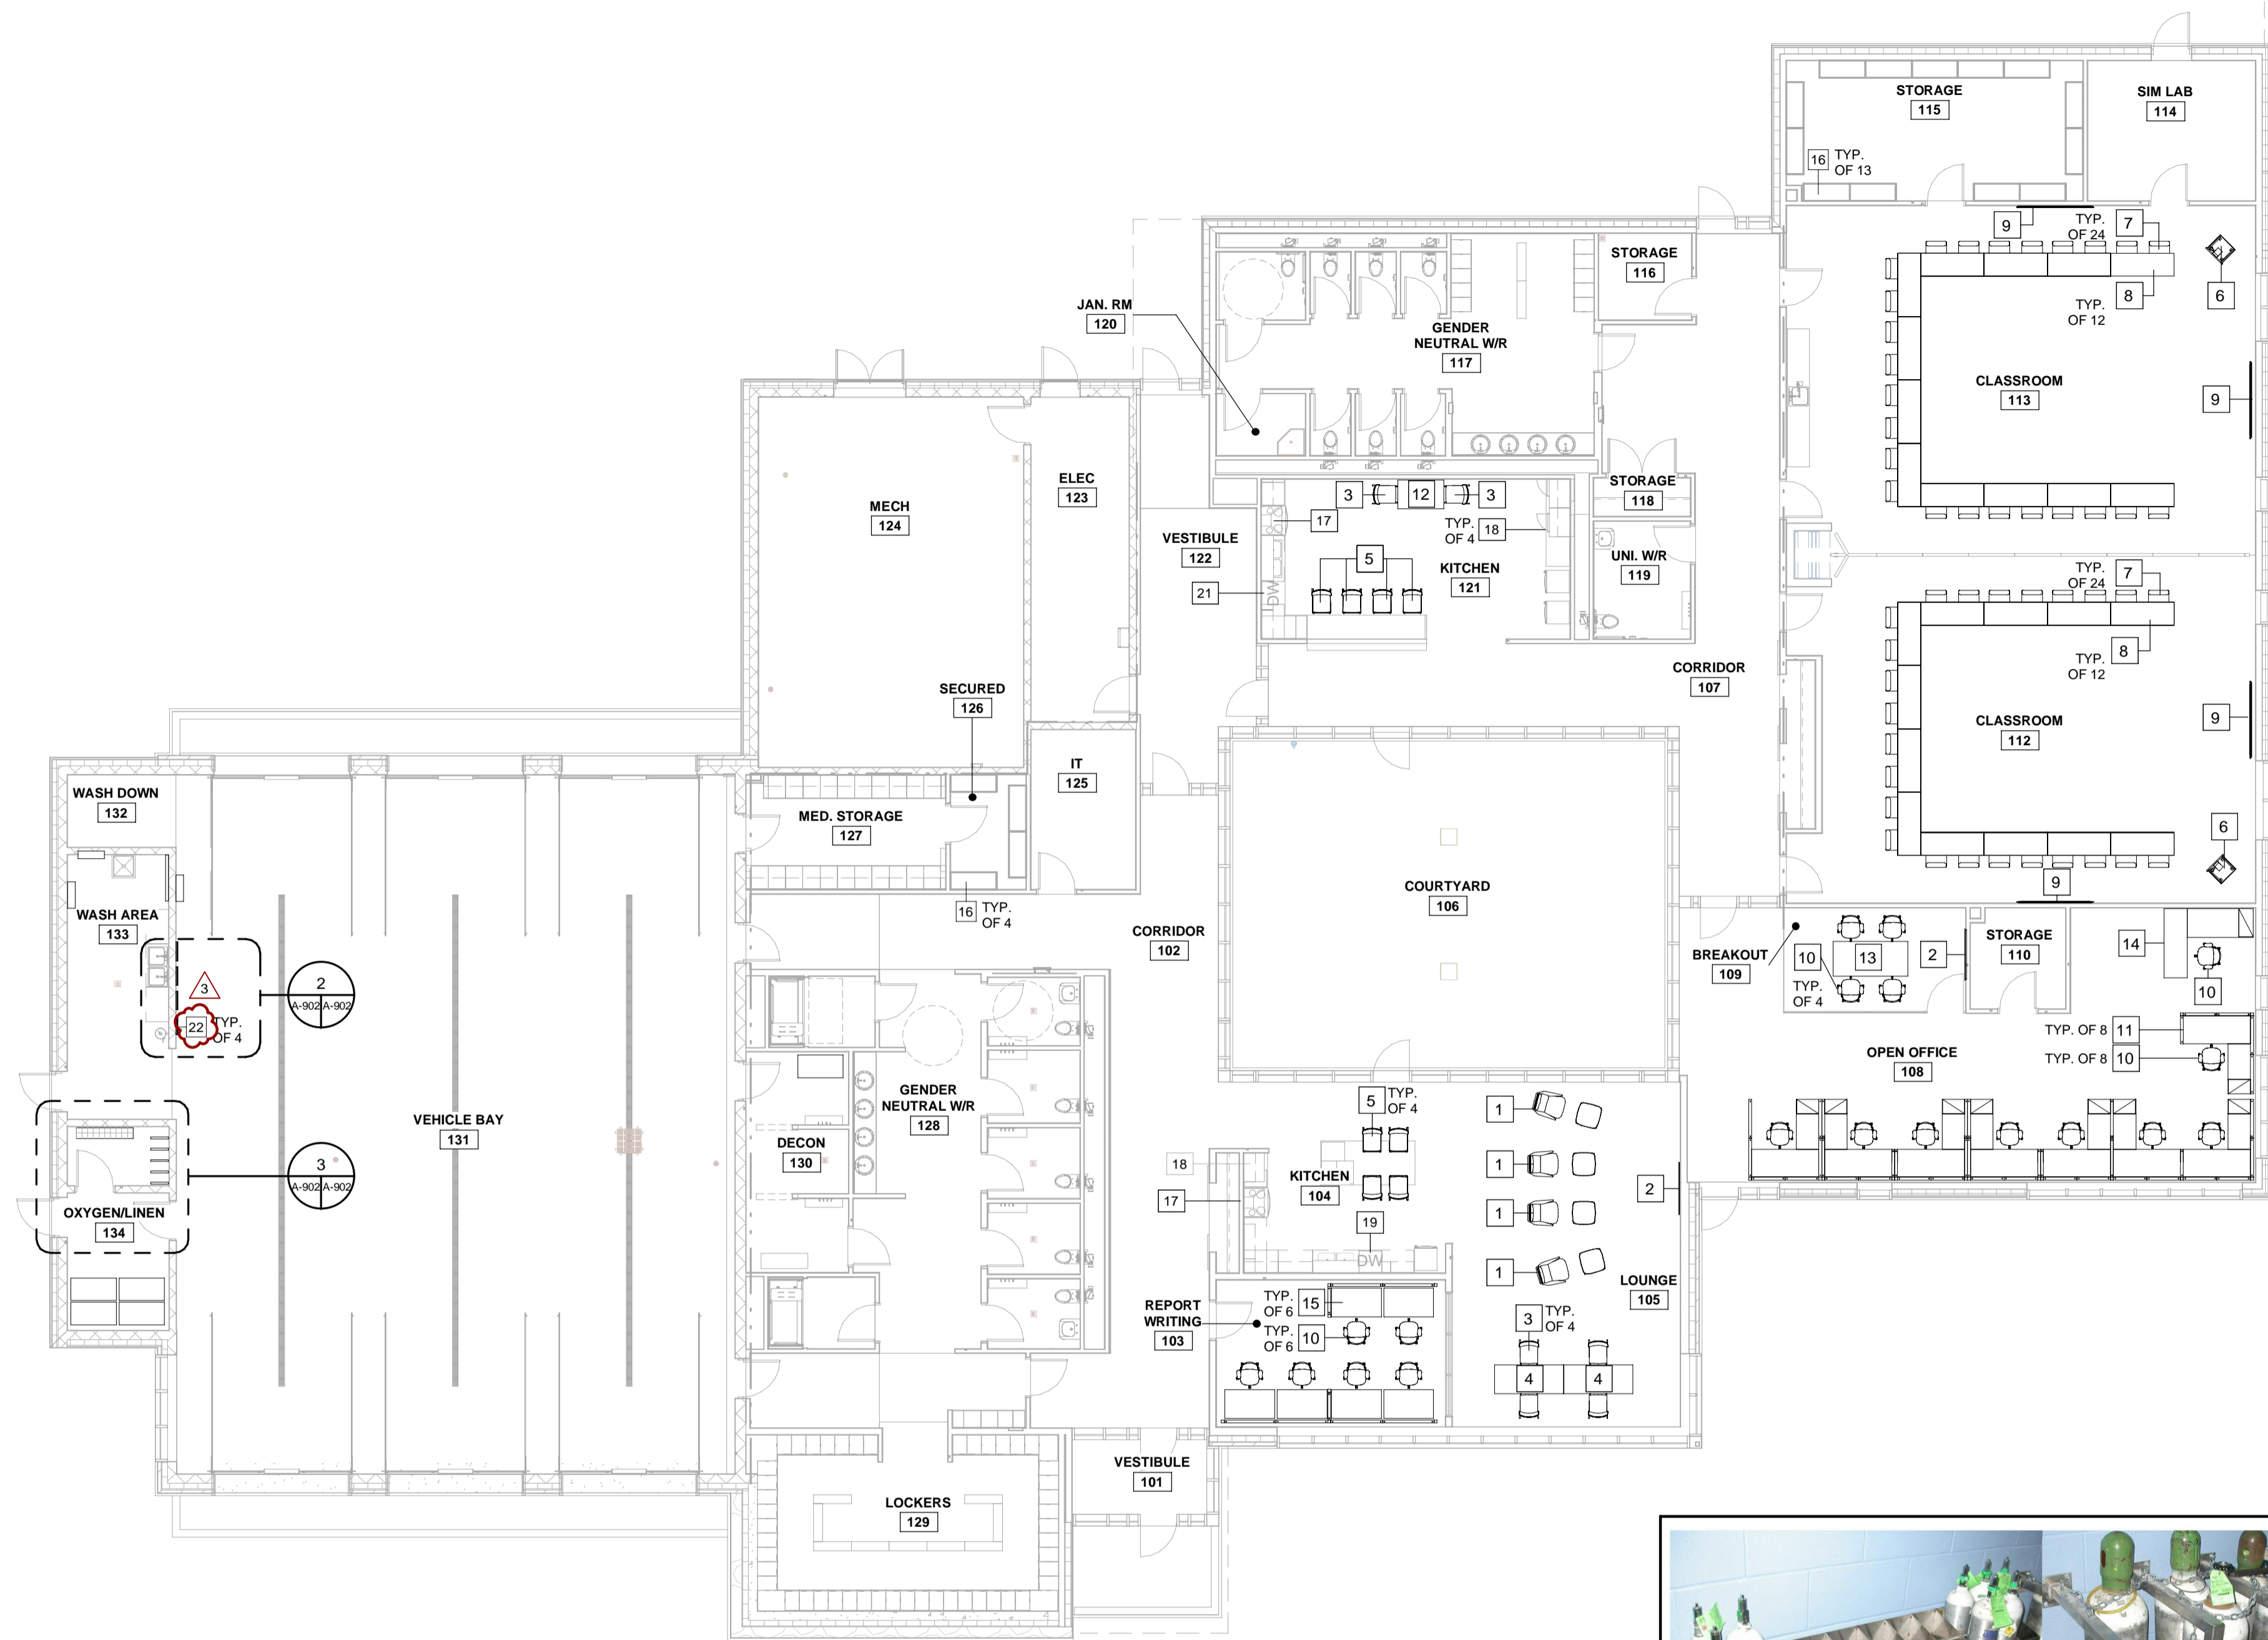 STORAGE
115
SIM LAB
114
16 TYP.
OF 13
9
TYP.
OF 24
7
6
8
TYP.
OF 12
CLASSROOM
113
9
STORAGE
116
JAN. RM
120
GENDER
NEUTRAL W/R
117
ELEC
123
MECH
124
VESTIBULE
122
3
12
3
17
TYP.
OF 4
18
5
KITCHEN
121
DW
21
STORAGE
118
UNI. W/R
119
TYP.
OF 24
7
8
TYP.
OF 12
CORRIDOR
107
CLASSROOM
112
9
6
9
SECURED
126
IT
125
WASH DOWN
132
MED. STORAGE
127
16 TYP.
OF 4
COURTYARD
106
CORRIDOR
102
WASH AREA
133
3
22 TYP.
OF 4
2
A-902 A-902
BREAKOUT
109
10
TYP.
OF 4
13
2
STORAGE
110
14
10
TYP. OF 8 11
TYP. OF 8 10
OPEN OFFICE
108
VEHICLE BAY
131
3
A-902 A-902
OXYGEN/LINEN
134
GENDER
NEUTRAL W/R
128
DECON
130
5 TYP.
OF 4
1
1
1
1
18
17
KITCHEN
104
19
DW
2
LOUNGE
105
REPORT
WRITING
103
TYP.
OF 6
15
TYP.
OF 6
10
3 TYP.
OF 4
4
4
VESTIBULE
101
LOCKERS
129